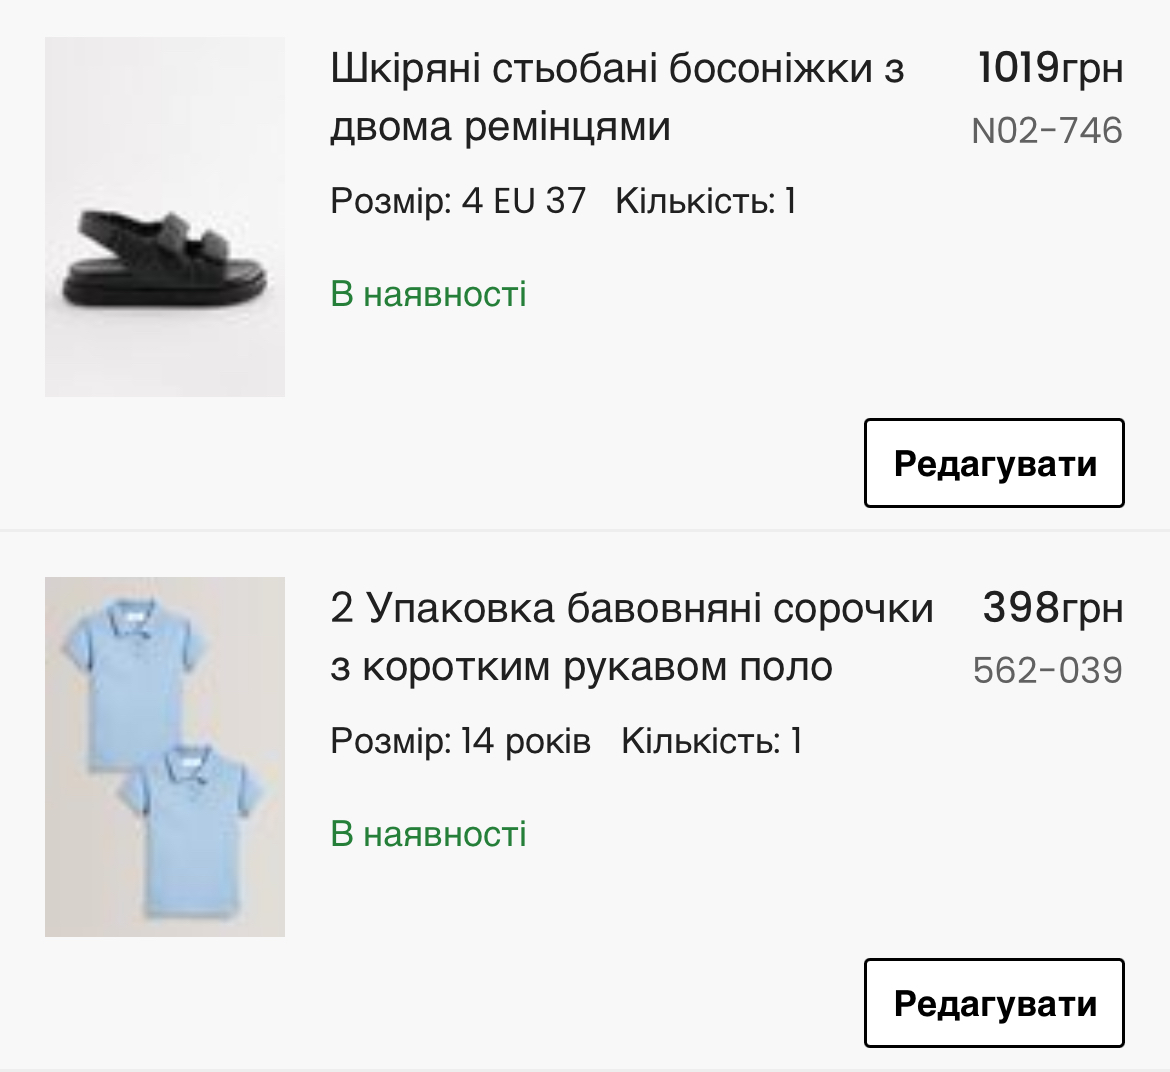 Шкіряні стьобані босоніжки з
двома ремінцями
1019грн
N02-746
Розмір: 4 EU 37 Кількість: 1
В наявності
Редагувати
2 Упаковка бавовняні сорочки
з коротким рукавом поло
398грн
562-039
Розмір: 14 років Кількість: 1
В наявності
Редагувати